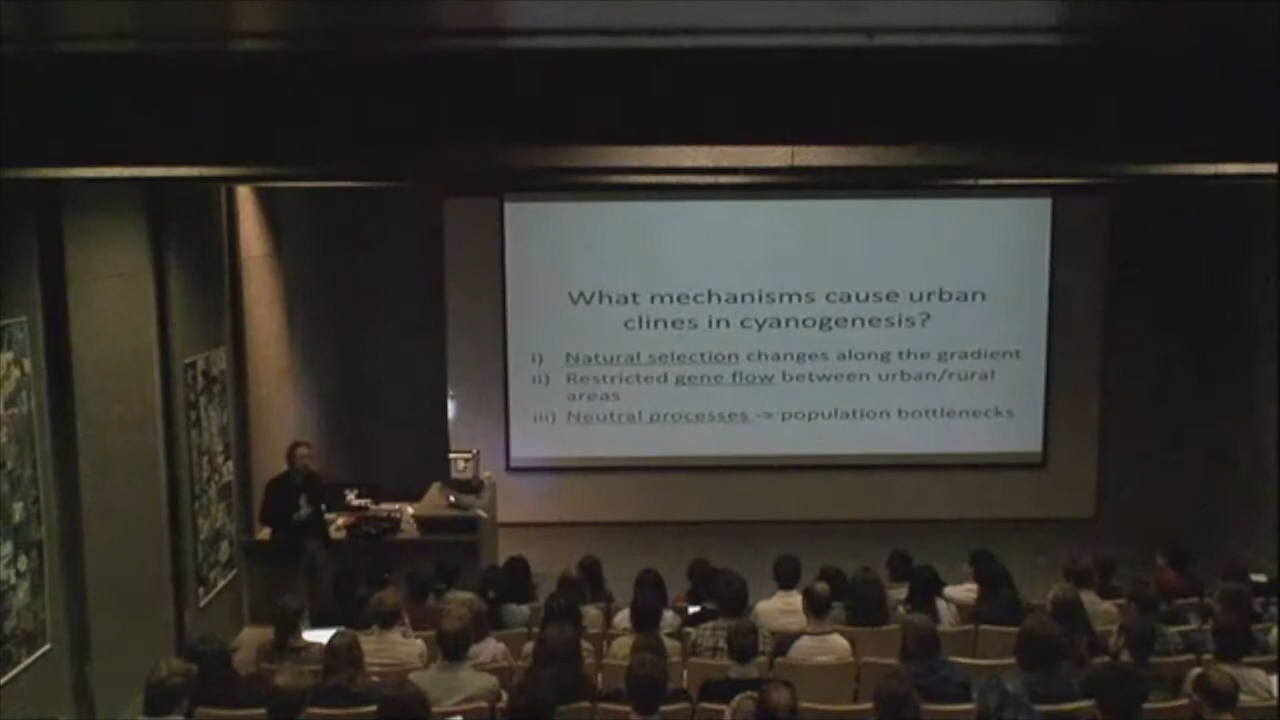 What mechanisms cause urban
clines in cyanogenesis?
i) Natural selection changes along the gradient
ii) Restricted gene flow between urban/rural
areas
iii) Neutral processes -> population bottlenecks